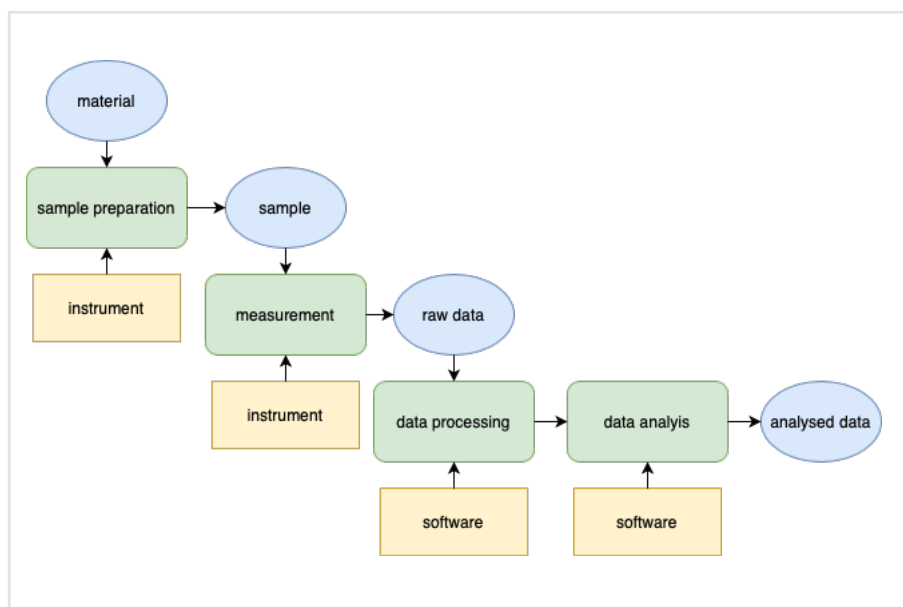 material
sample preparation
sample
instrument
measurement
raw data
instrument
data processing
data analyis
analysed data
software
software